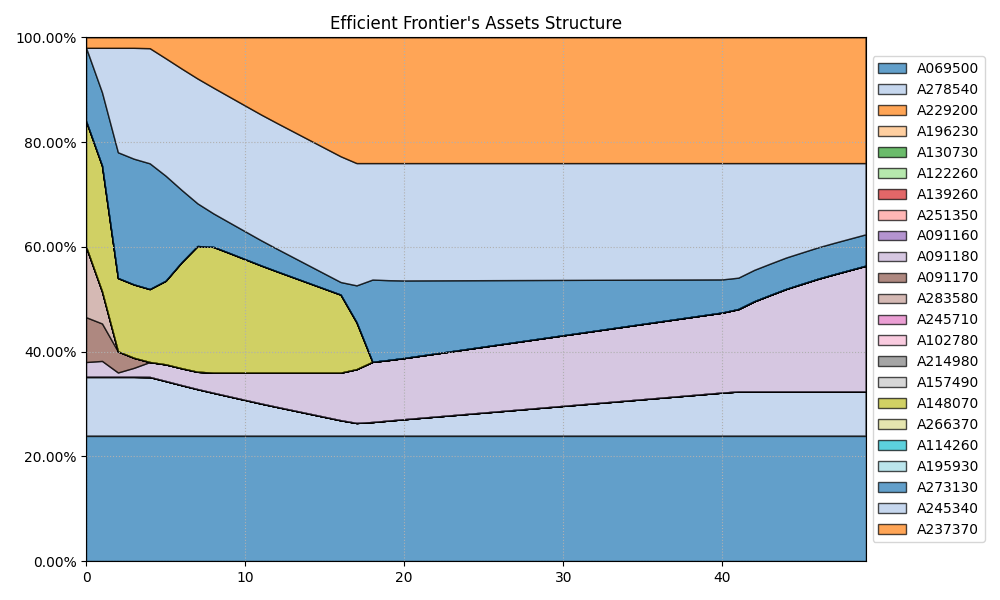 Efficient Frontier's Assets Structure
100.00%
80.00%
60.00%
40.00%
20.00%
0.00%
0
10
20
30
40
A069500
A278540
A229200
A196230
A130730
A122260
A139260
A251350
A091160
A091180
A091170
A283580
A245710
A102780
A214980
A157490
A148070
A266370
A114260
A195930
A273130
A245340
A237370